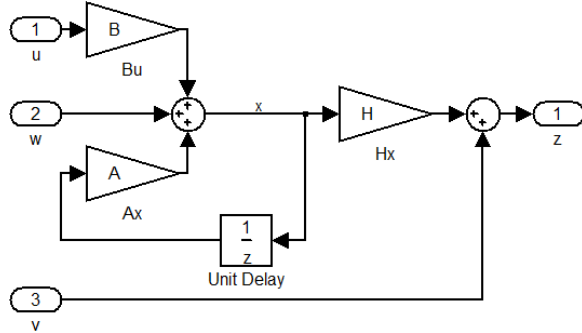 1
u
B
Bu
2
w
+
+
+
x
H
Hx
+
+
1
z
A
Ax
1
z
Unit Delay
3
v